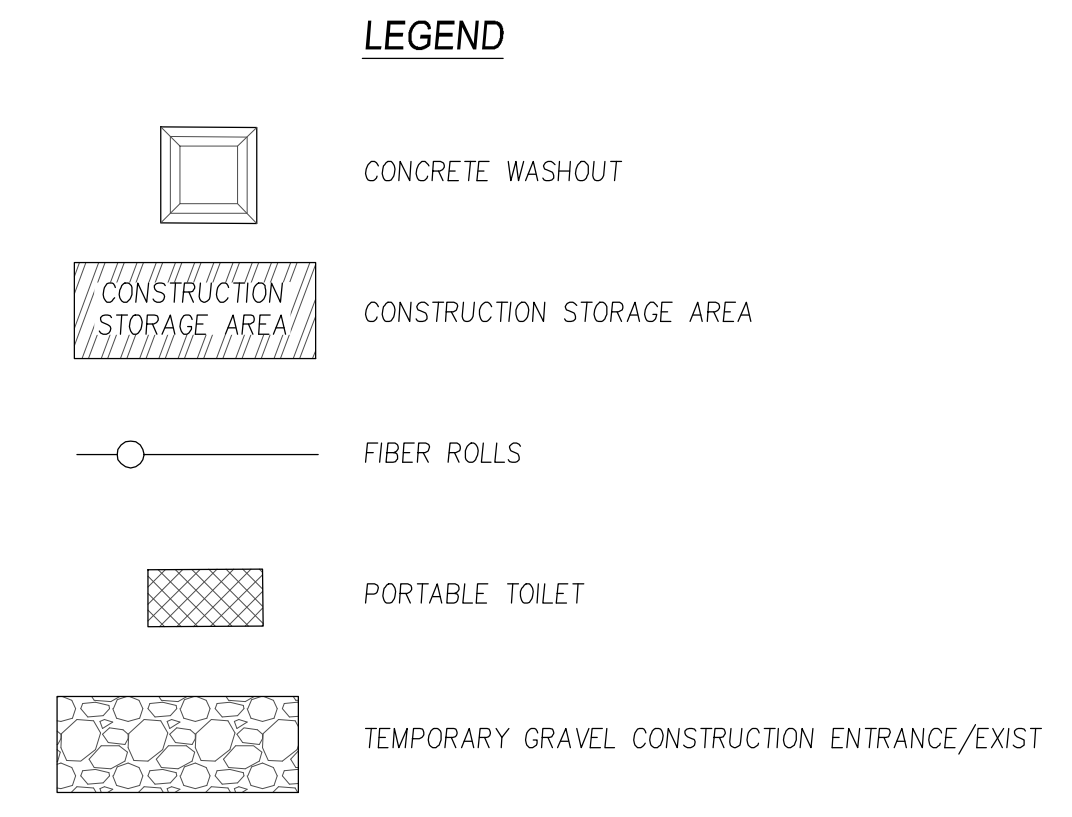 LEGEND
CONCRETE WASHOUT
CONSTRUCTION
STORAGE AREA
CONSTRUCTION STORAGE AREA
FIBER ROLLS
PORTABLE TOILET
TEMPORARY GRAVEL CONSTRUCTION ENTRANCE/EXIST